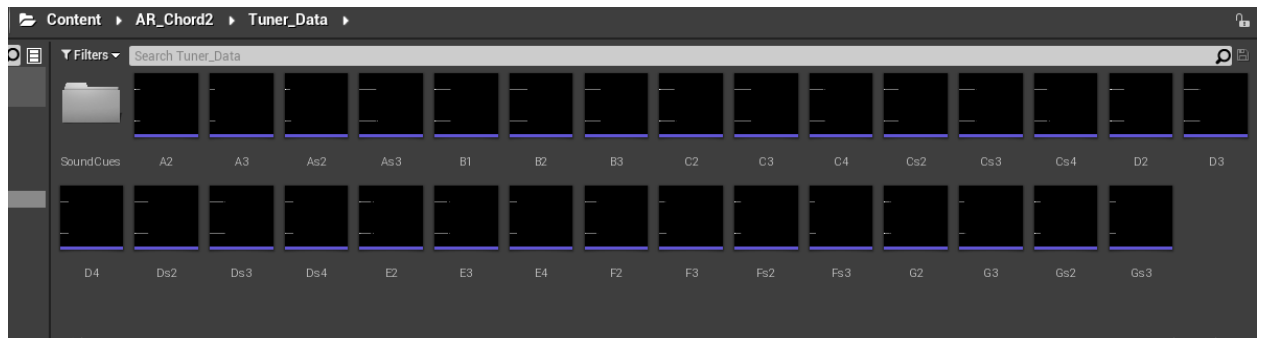 Content AR_Chord2 Tuner_Data
Filters Search Tuner_Data
SoundCues A2 A3 As2 As3 B1 B2 B3 C2 C3 C4 Cs2 Cs3 Cs4 D2 D3
D4 Ds2 Ds3 Ds4 E2 E3 E4 F2 F3 Fs2 Fs3 G2 G3 Gs2 Gs3